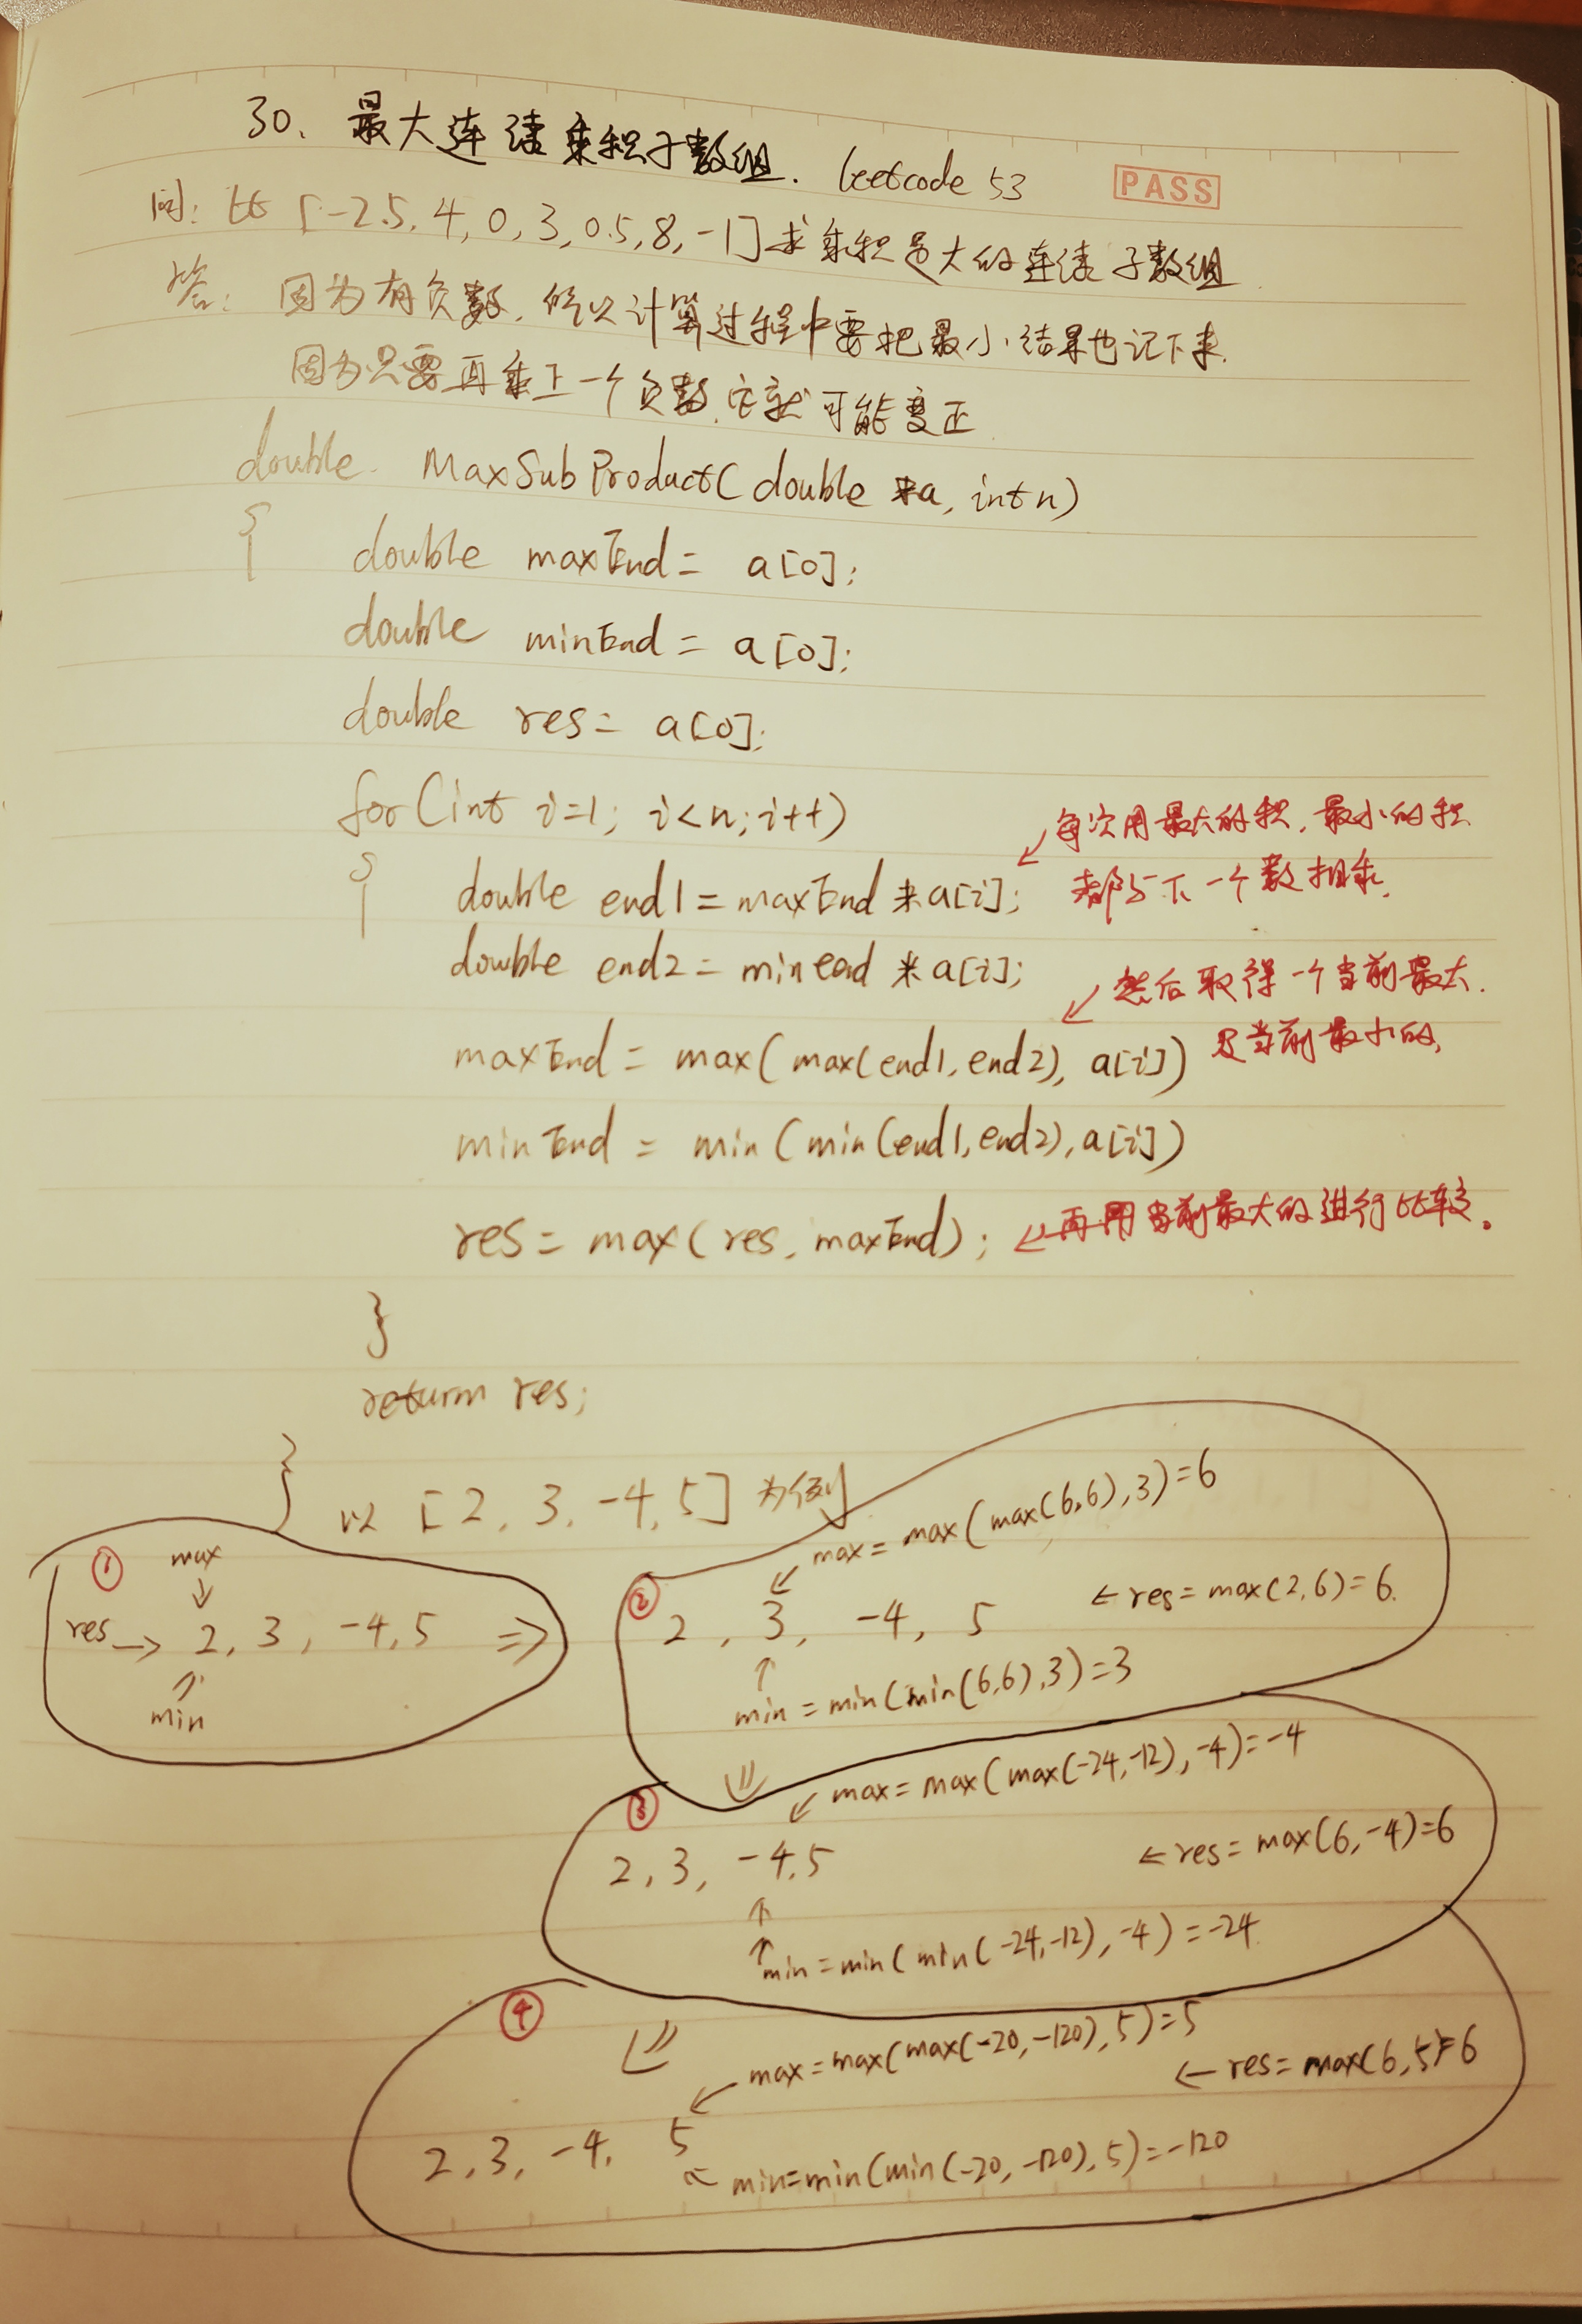 30、最大连续乘积子数组. leetcode 53 PASS
问: 比 [-2.5, 4, 0, 3, 0.5, 8, -1] 求乘积最大的连续子数组
答: 因为有负数, 所以计算过程中要把最小结果也记下来.
因为只要再乘上一个负数, 它就可能变正
double MaxSubProduct( double *a, int n)
{ double maxEnd = a[0];
double minEnd = a[0];
double res = a[0];
for(int i=1; i<n; i++)
{ double end1 = maxEnd * a[i]; ← 每次用最大的积, 最小的积
都与下一个数相乘.
double end2 = minend * a[i];
← 然后取得一个当前最大.
maxEnd = max( max(end1, end2), a[i]) 及当前最小的,
minEnd = min ( min(end1, end2), a[i])
res = max( res, maxEnd); ← 再用当前最大的进行比较。
}
return res;
}
以 [2, 3, -4, 5] 为例
① max
↓
res → 2, 3, -4, 5 ⇒
↑
min
② ↙ max = max( max(6,6), 3) = 6
2, 3, -4, 5 ← res = max(2, 6) = 6.
↑
min = min(min(6,6), 3) = 3
⇓
③ ↙ max = max( max(-24, -12), -4) = -4
2, 3, -4, 5 ← res = max(6, -4) = 6
↑
↑ min = min( min( -24, -12), -4) = -24
④ ⇓
↙ max = max( max(-20, -120), 5) = 5
← res = max(6, 5) = 6
2, 3, -4, 5
← min = min( min(-20, -120), 5) = -120